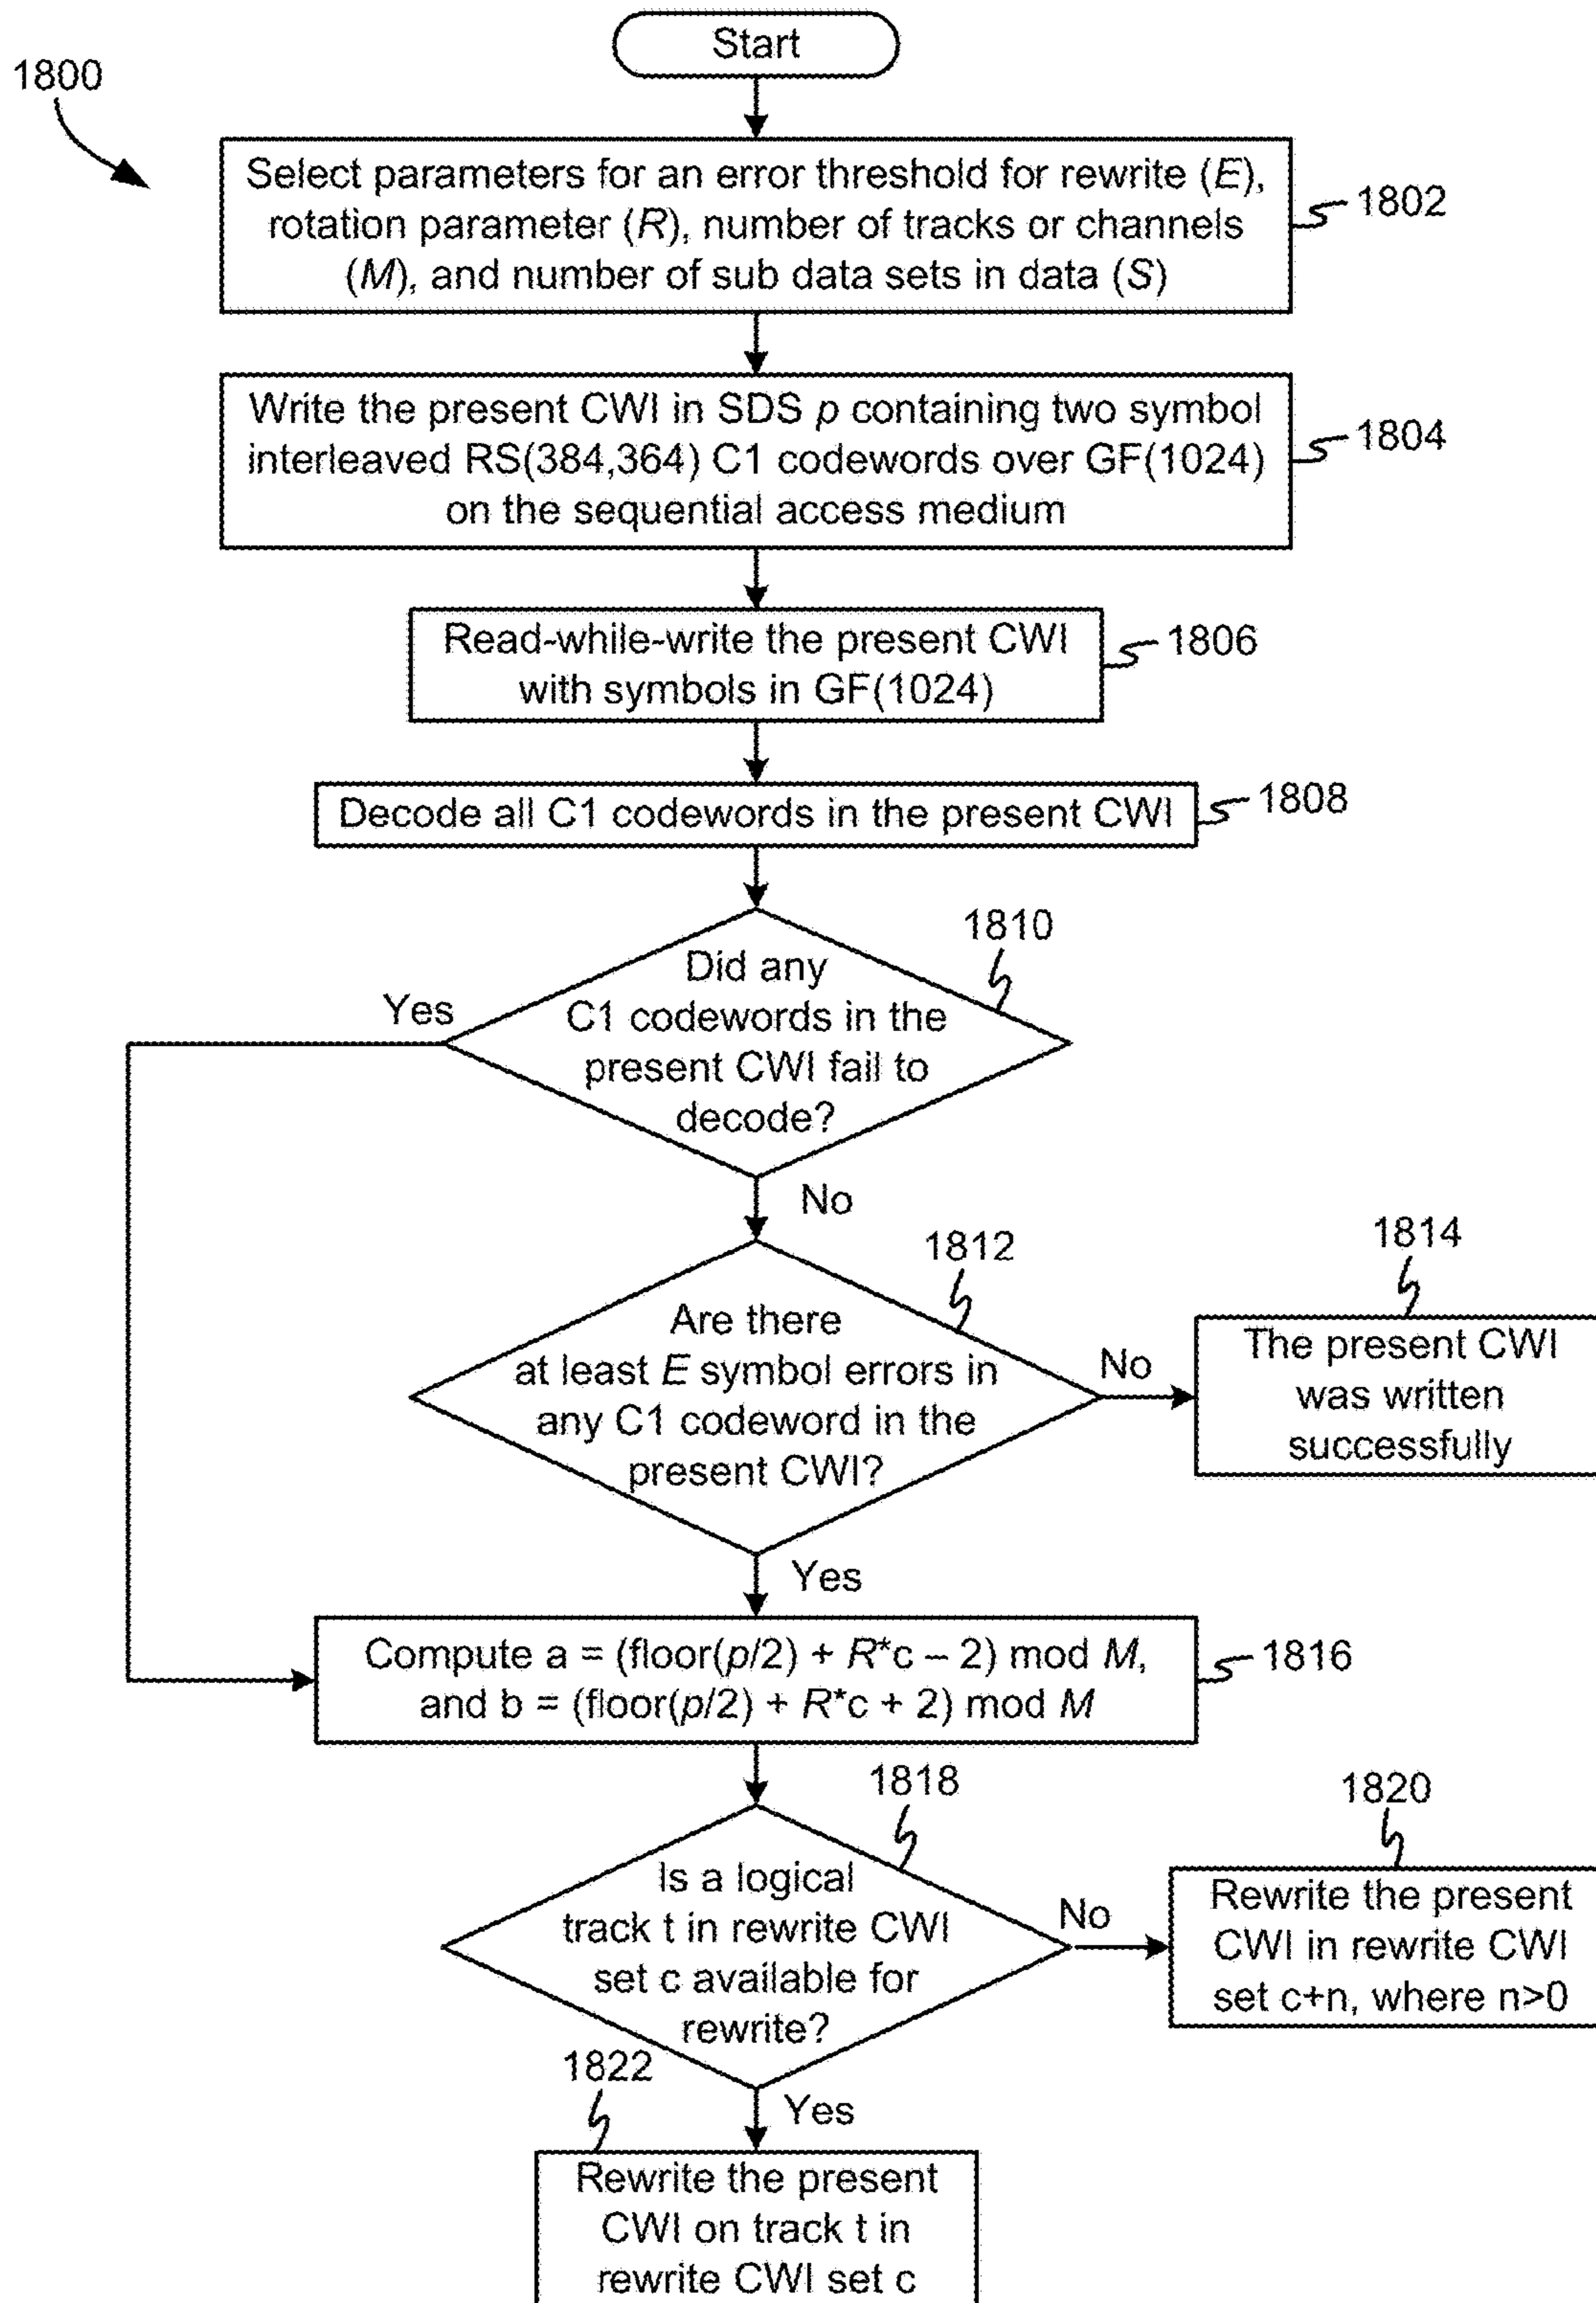 Start
1800
Select parameters for an error threshold for rewrite (E),
rotation parameter (R), number of tracks or channels
(M), and number of sub data sets in data (S)
1802
Write the present CWI in SDS p containing two symbol
interleaved RS(384,364) C1 codewords over GF(1024)
on the sequential access medium
1804
Read-while-write the present CWI
with symbols in GF(1024)
1806
Decode all C1 codewords in the present CWI
1808
1810
Did any
C1 codewords in the
present CWI fail to
decode?
Yes
No
1812
Are there
at least E symbol errors in
any C1 codeword in the
present CWI?
No
1814
The present CWI
was written
successfully
Yes
Compute a = (floor(p/2) + R*c – 2) mod M,
and b = (floor(p/2) + R*c + 2) mod M
1816
1818
Is a logical
track t in rewrite CWI
set c available for
rewrite?
No
1820
Rewrite the present
CWI in rewrite CWI
set c+n, where n>0
1822
Yes
Rewrite the present
CWI on track t in
rewrite CWI set c